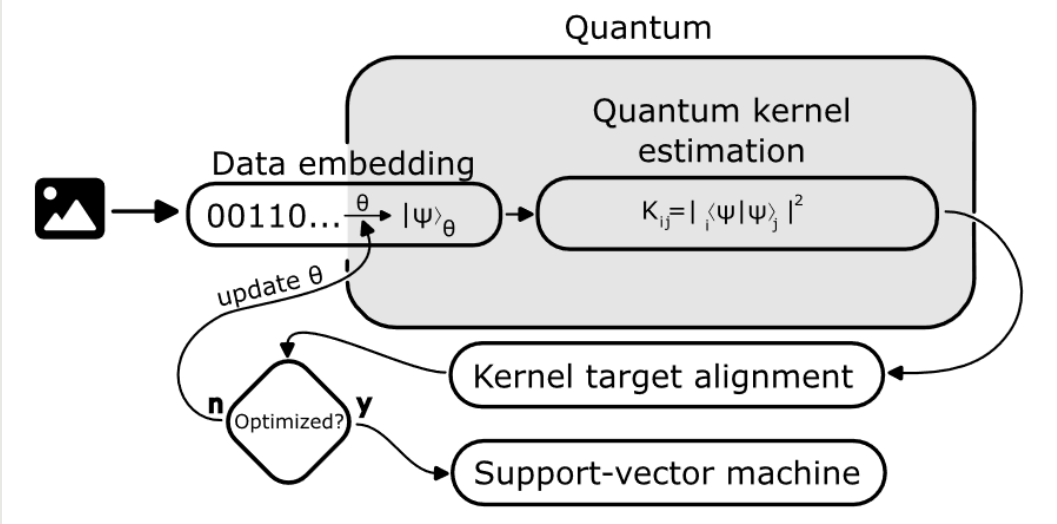 Quantum
Quantum kernel
estimation
Data embedding
00110... θ |ψ⟩θ
Kij=| i⟨ψ|ψ⟩j |²
update θ
Kernel target alignment
n
Optimized?
y
Support-vector machine